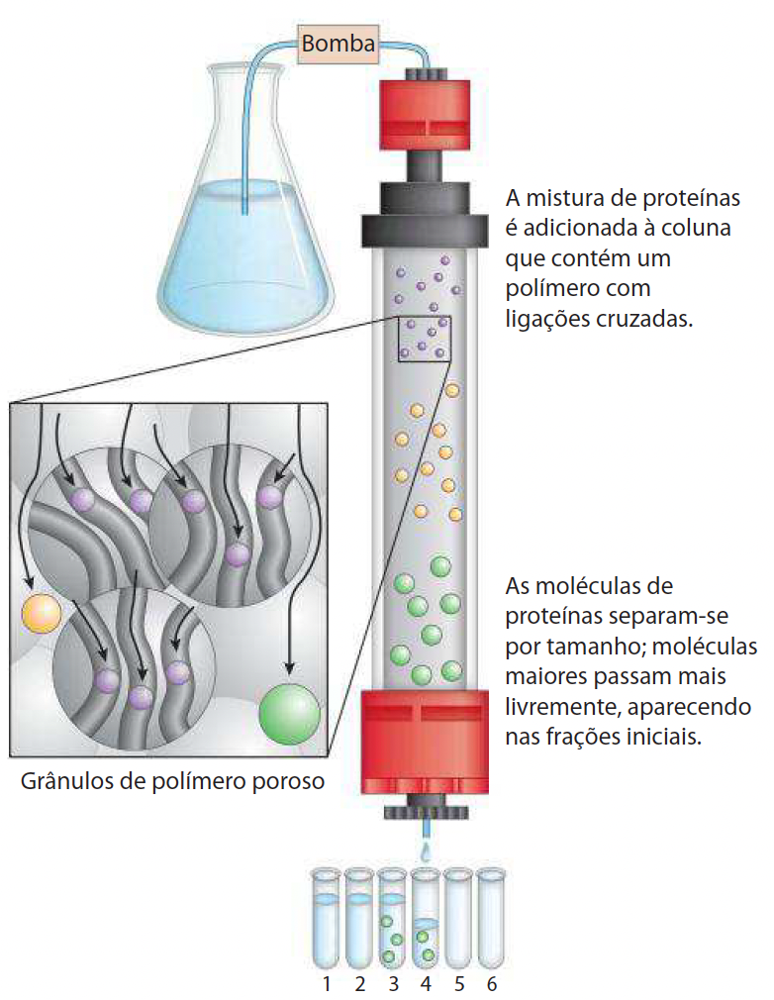 Bomba
A mistura de proteínas
é adicionada à coluna
que contém um
polímero com
ligações cruzadas.
As moléculas de
proteínas separam-se
por tamanho; moléculas
maiores passam mais
livremente, aparecendo
nas frações iniciais.
Grânulos de polímero poroso
1 2 3 4 5 6